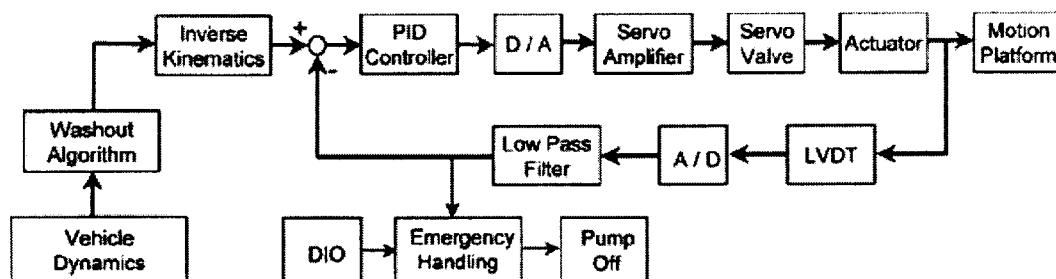 Inverse
Kinematics
+
-
PID
Controller
D / A
Servo
Amplifier
Servo
Valve
Actuator
Motion
Platform
Washout
Algorithm
Low Pass
Filter
A / D
LVDT
Vehicle
Dynamics
DIO
Emergency
Handling
Pump
Off